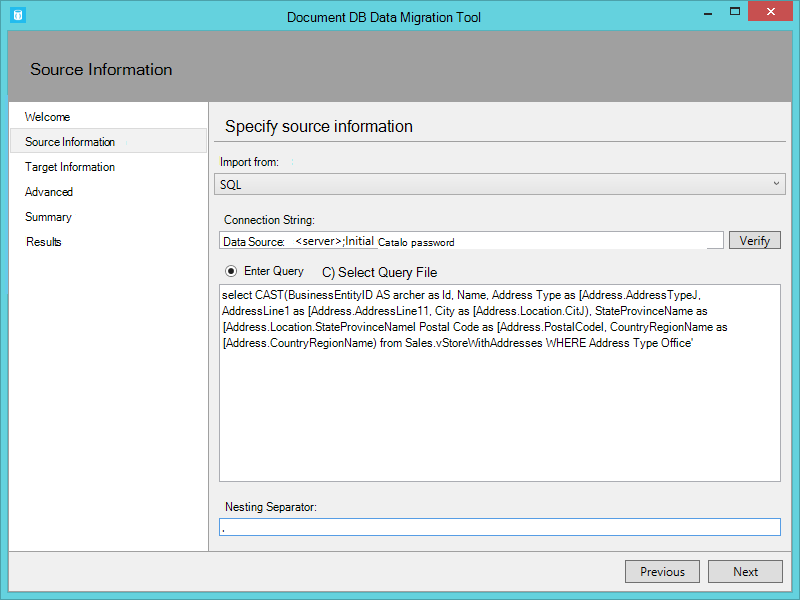 Document DB Data Migration Tool
Source Information
Welcome
Source Information
Target Information
Advanced
Summary
Results
Specify source information
Import from:
SQL
Connection String:
Data Source: <server>;Initial Catalo password
Verify
Enter Query C) Select Query File
select CAST(BusinessEntityID AS archer as Id, Name, Address Type as [Address.AddressTypeJ,
AddressLine1 as [Address.AddressLine11, City as [Address.Location.CitJ), StateProvinceName as
[Address.Location.StateProvinceNamel Postal Code as [Address.PostalCodel, CountryRegionName as
[Address.CountryRegionName) from Sales.vStoreWithAddresses WHERE Address Type Office'
Nesting Separator:
.
Previous
Next